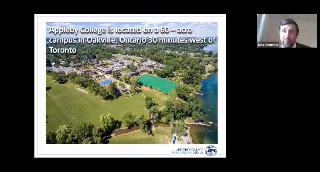 Appleby College is located on a 60 – acre
campus in Oakville, Ontario 30 minutes west of
Toronto